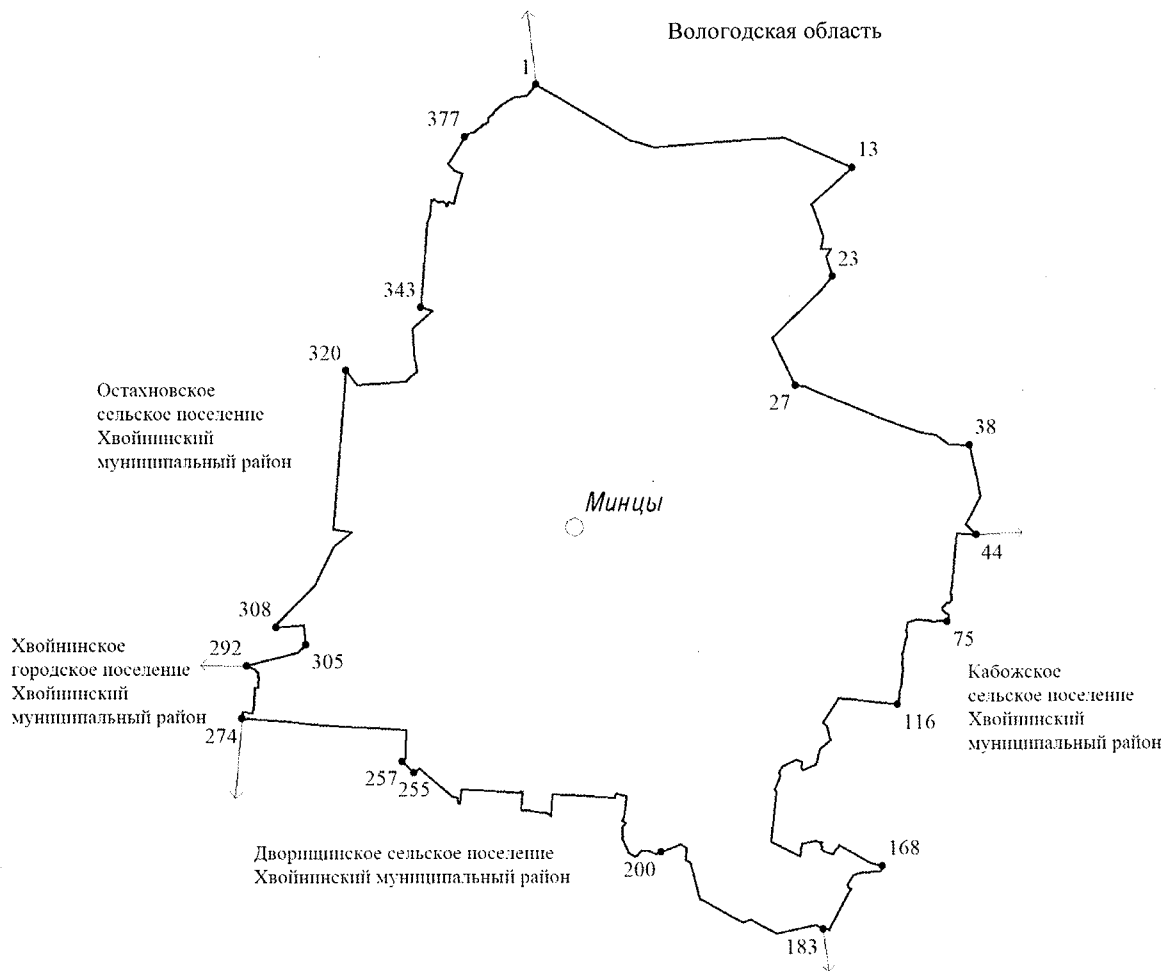 Вологодская область
1
377
13
23
343
320
Остахновское
сельское поселение
Хвойнинский
муниципальный район
27
38
Минцы
44
308
Хвойнинское
городское поселение
Хвойнинский
муниципальный район
292
305
75
Кабожское
сельское поселение
Хвойнинский
муниципальный район
116
274
257
255
Дворищинское сельское поселение
Хвойнинский муниципальный район
200
168
183